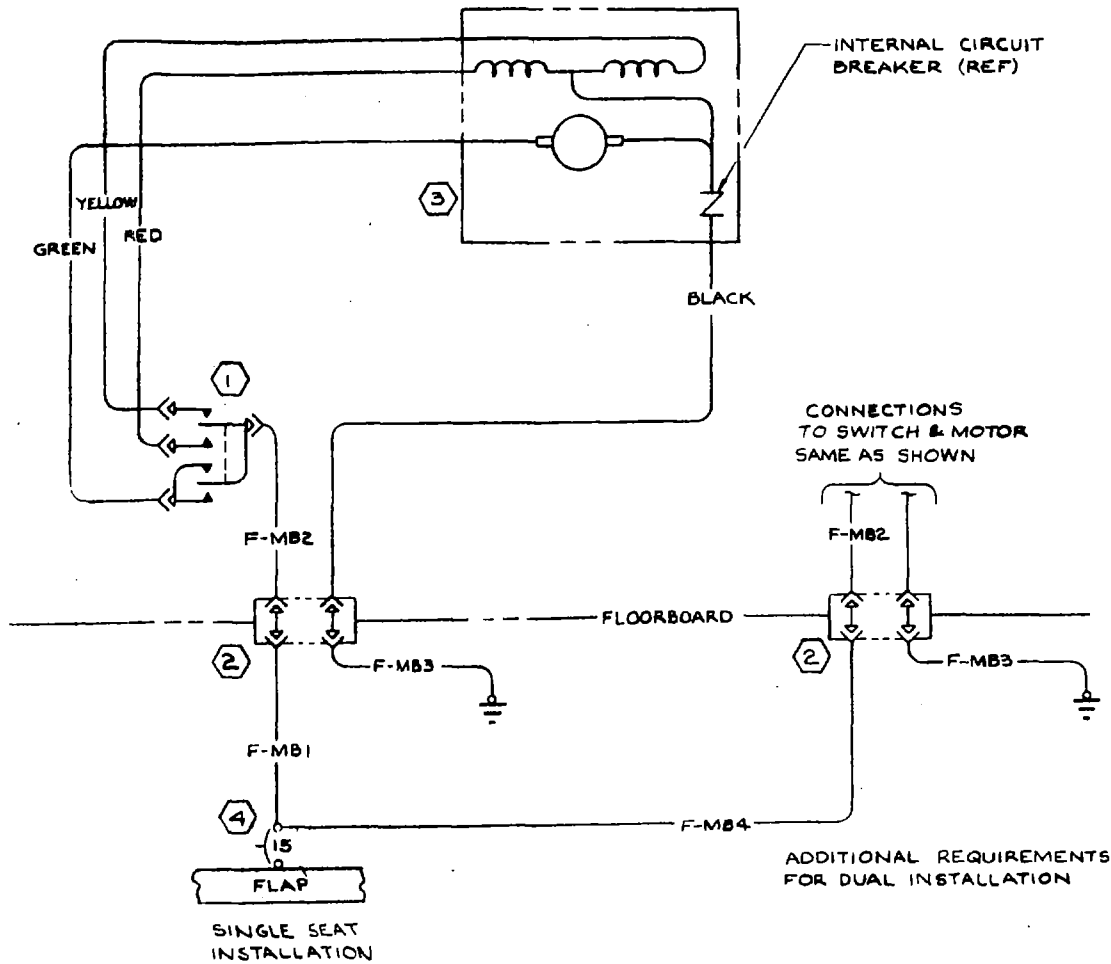 INTERNAL CIRCUIT
BREAKER (REF)
3
YELLOW
GREEN
RED
BLACK
1
CONNECTIONS
TO SWITCH & MOTOR
SAME AS SHOWN
F-MB2
F-MB2
FLOORBOARD
2
2
F-MB3
F-MB3
F-MB1
4
15
F-MB4
FLAP
ADDITIONAL REQUIREMENTS
FOR DUAL INSTALLATION
SINGLE SEAT
INSTALLATION